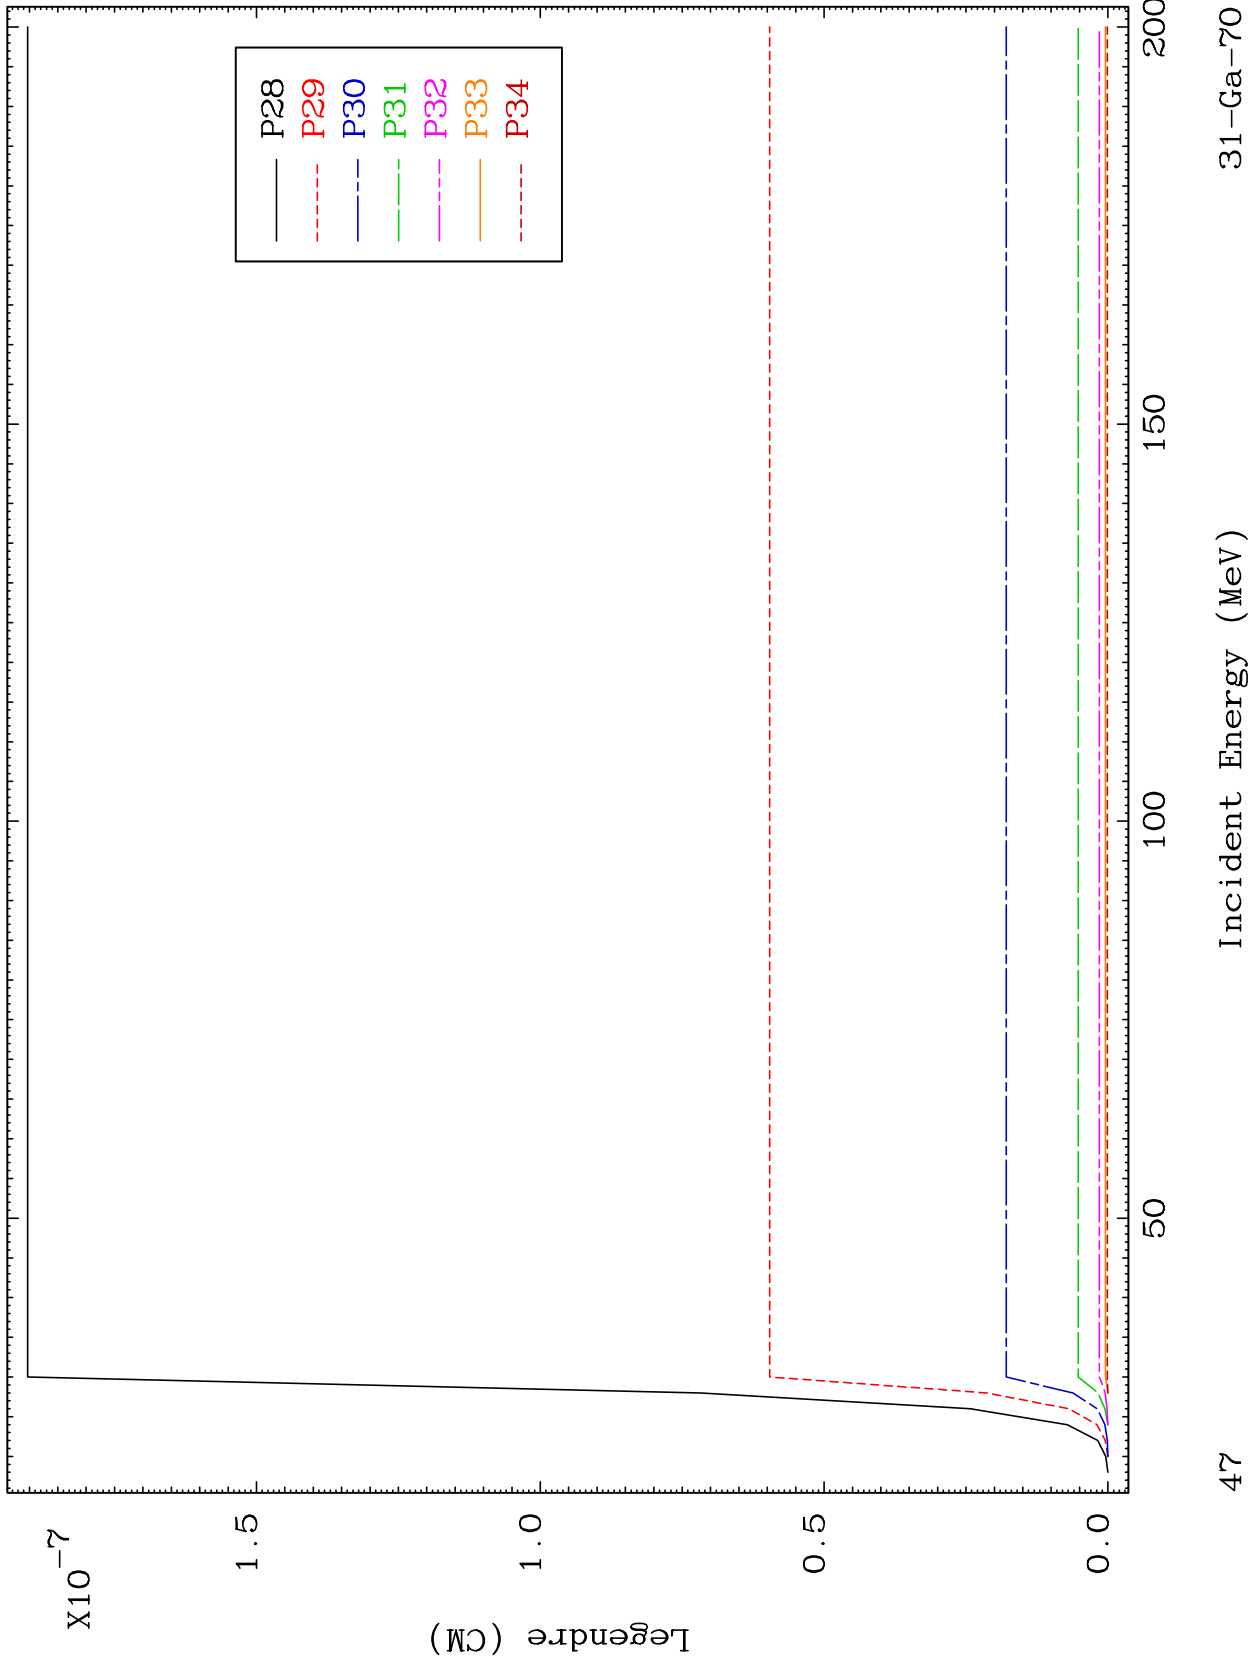 X10-7
1.5
1.0
0.5
0.0
Legendre (CM)
P28
P29
P30
P31
P32
P33
P34
50
100
150
200
Incident Energy (MeV)
47
31-Ga-70